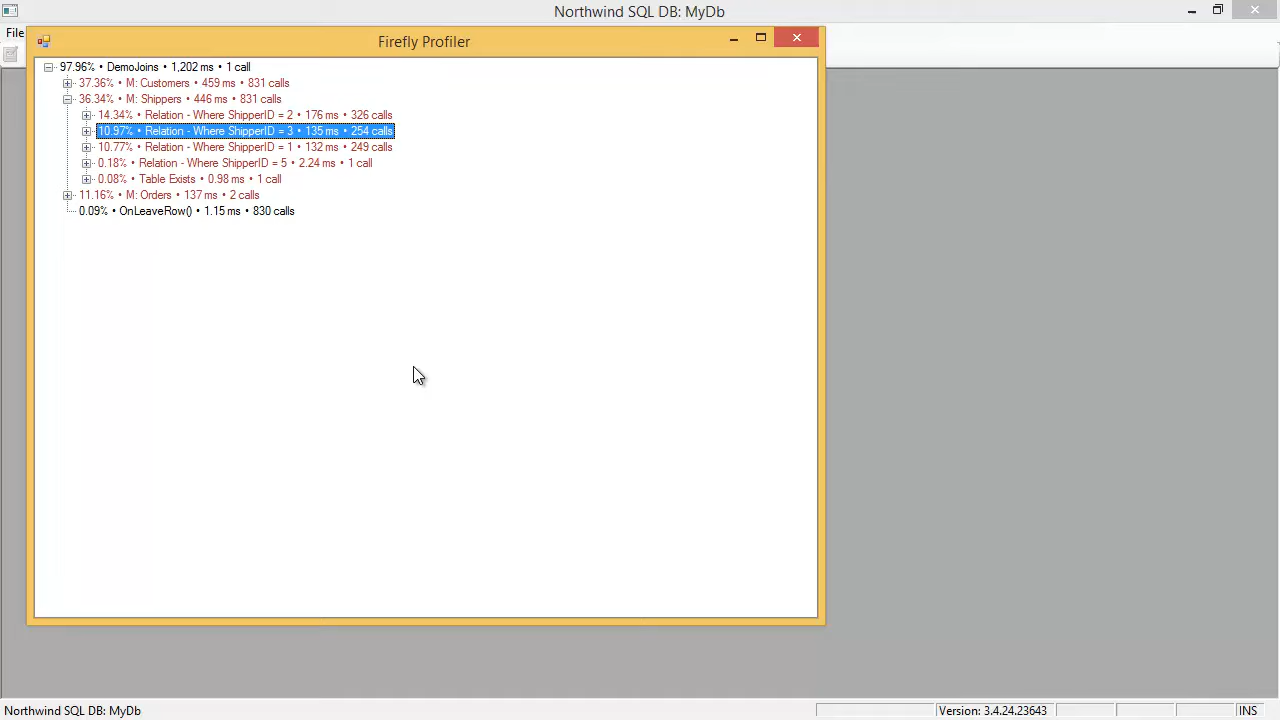 Northwind SQL DB: MyDb
File
Firefly Profiler
97.96% • DemoJoins • 1,202 ms • 1 call
37.36% • M: Customers • 459 ms • 831 calls
36.34% • M: Shippers • 446 ms • 831 calls
14.34% • Relation - Where ShipperID = 2 • 176 ms • 326 calls
10.97% • Relation - Where ShipperID = 3 • 135 ms • 254 calls
10.77% • Relation - Where ShipperID = 1 • 132 ms • 249 calls
0.18% • Relation - Where ShipperID = 5 • 2.24 ms • 1 call
0.08% • Table Exists • 0.98 ms • 1 call
11.16% • M: Orders • 137 ms • 2 calls
0.09% • OnLeaveRow() • 1.15 ms • 830 calls
Northwind SQL DB: MyDb
Version: 3.4.24.23643
INS